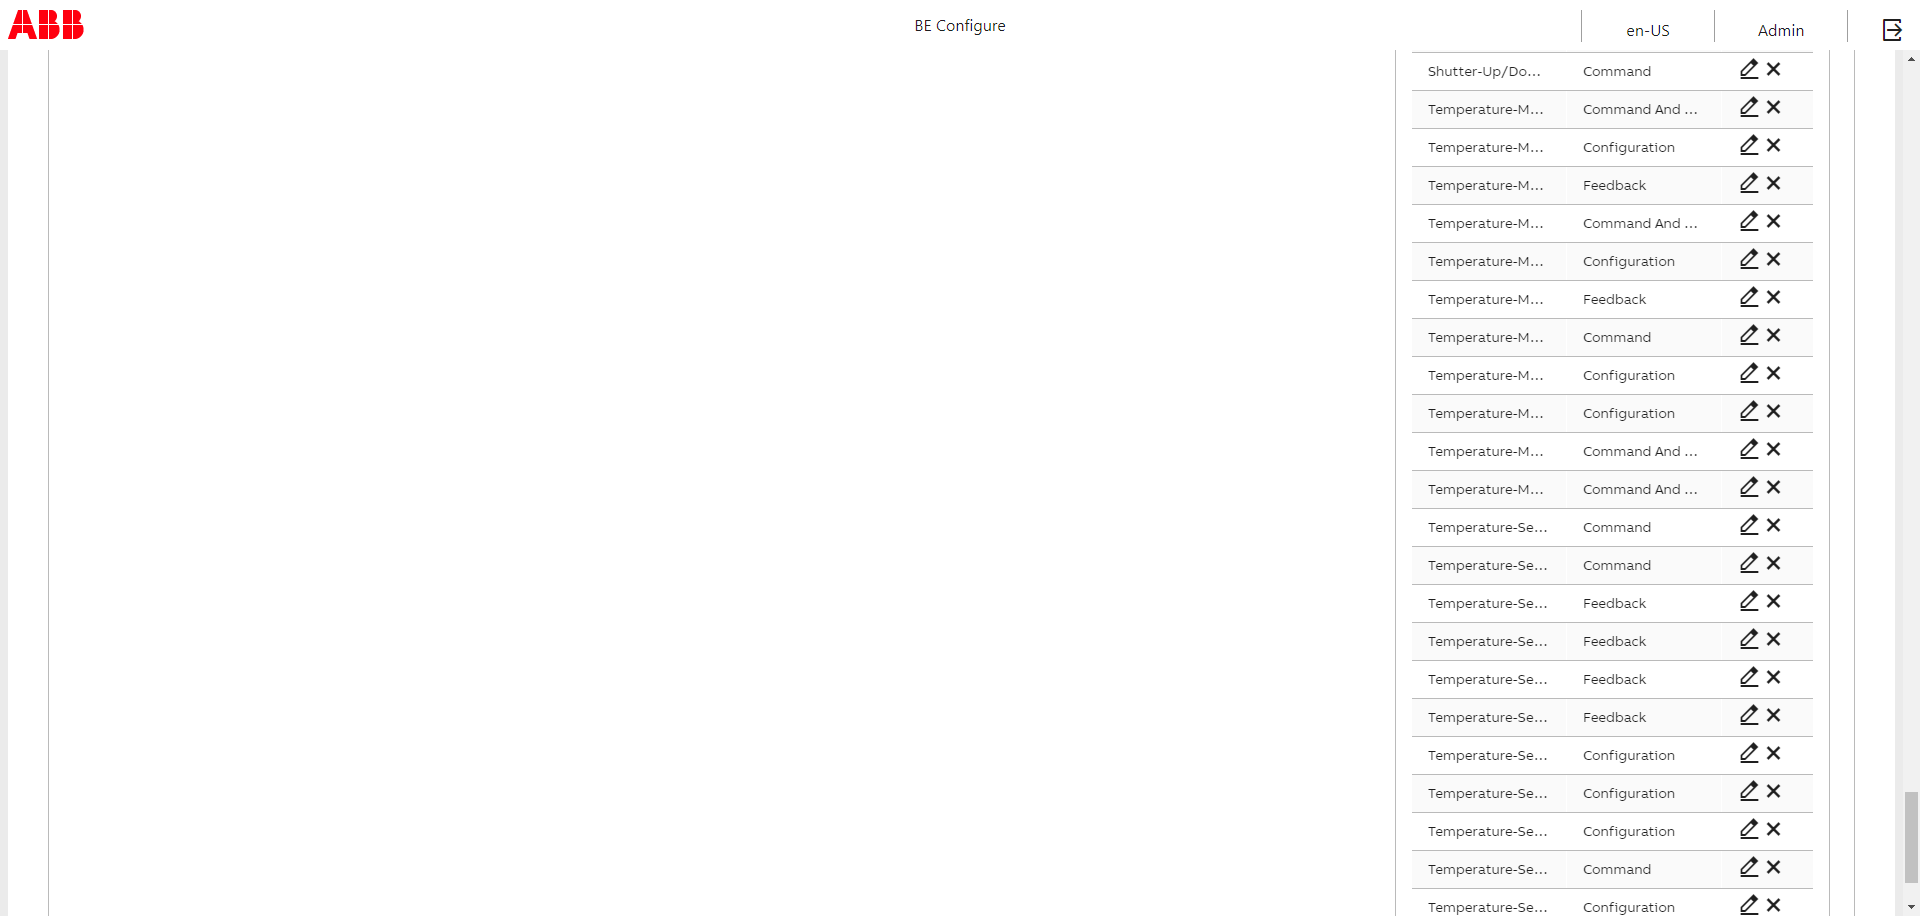 ABB
BE Configure
en-US
Admin
Shutter-Up/Do... Command
Temperature-M... Command And ...
Temperature-M... Configuration
Temperature-M... Feedback
Temperature-M... Command And ...
Temperature-M... Configuration
Temperature-M... Feedback
Temperature-M... Command
Temperature-M... Configuration
Temperature-M... Configuration
Temperature-M... Command And ...
Temperature-M... Command And ...
Temperature-Se... Command
Temperature-Se... Command
Temperature-Se... Feedback
Temperature-Se... Feedback
Temperature-Se... Feedback
Temperature-Se... Feedback
Temperature-Se... Configuration
Temperature-Se... Configuration
Temperature-Se... Configuration
Temperature-Se... Command
Temperature-Se... Configuration